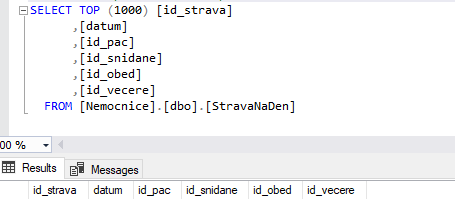 SELECT TOP (1000) [id_strava]
,[datum]
,[id_pac]
,[id_snidane]
,[id_obed]
,[id_vecere]
FROM [Nemocnice].[dbo].[StravaNaDen]
00 %
Results Messages
id_strava datum id_pac id_snidane id_obed id_vecere